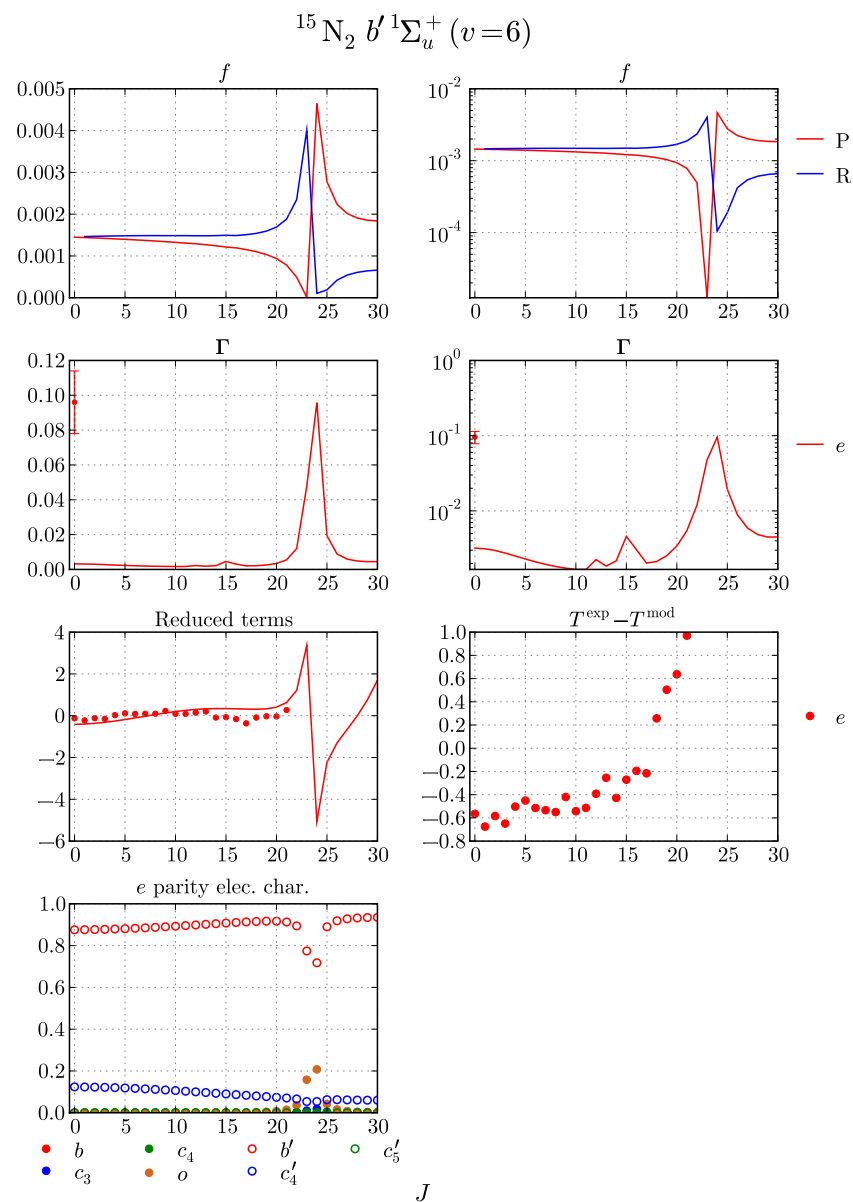 ¹⁵N₂ b′ ¹Σᵤ⁺ (v=6)
f
0.005
0.004
0.003
0.002
0.001
0.000
0 5 10 15 20 25 30
f
10⁻²
10⁻³
10⁻⁴
0 5 10 15 20 25 30
P
R
Γ
0.12
0.10
0.08
0.06
0.04
0.02
0.00
0 5 10 15 20 25 30
Γ
10⁰
10⁻¹
10⁻²
0 5 10 15 20 25 30
e
Reduced terms
4
2
0
−2
−4
−6
0 5 10 15 20 25 30
Tᵉˣᵖ−Tᵐᵒᵈ
1.0
0.8
0.6
0.4
0.2
0.0
−0.2
−0.4
−0.6
−0.8
0 5 10 15 20 25 30
e
e parity elec. char.
1.0
0.8
0.6
0.4
0.2
0.0
0 5 10 15 20 25 30
b c₄ b′ c′₅
c₃ o c′₄
J